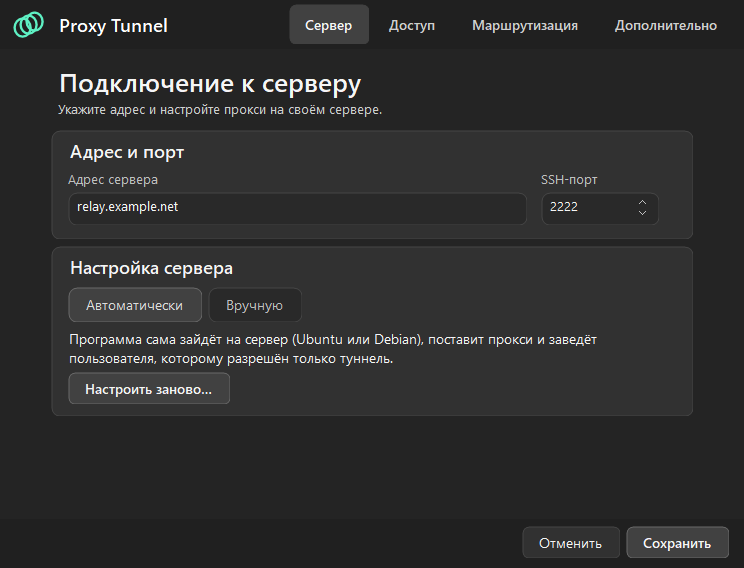 Proxy Tunnel
Сервер
Доступ
Маршрутизация
Дополнительно
Подключение к серверу
Укажите адрес и настройте прокси на своём сервере.
Адрес и порт
Адрес сервера
SSH-порт
relay.example.net
2222
Настройка сервера
Автоматически
Вручную
Программа сама зайдёт на сервер (Ubuntu или Debian), поставит прокси и заведёт
пользователя, которому разрешён только туннель.
Настроить заново...
Отменить
Сохранить